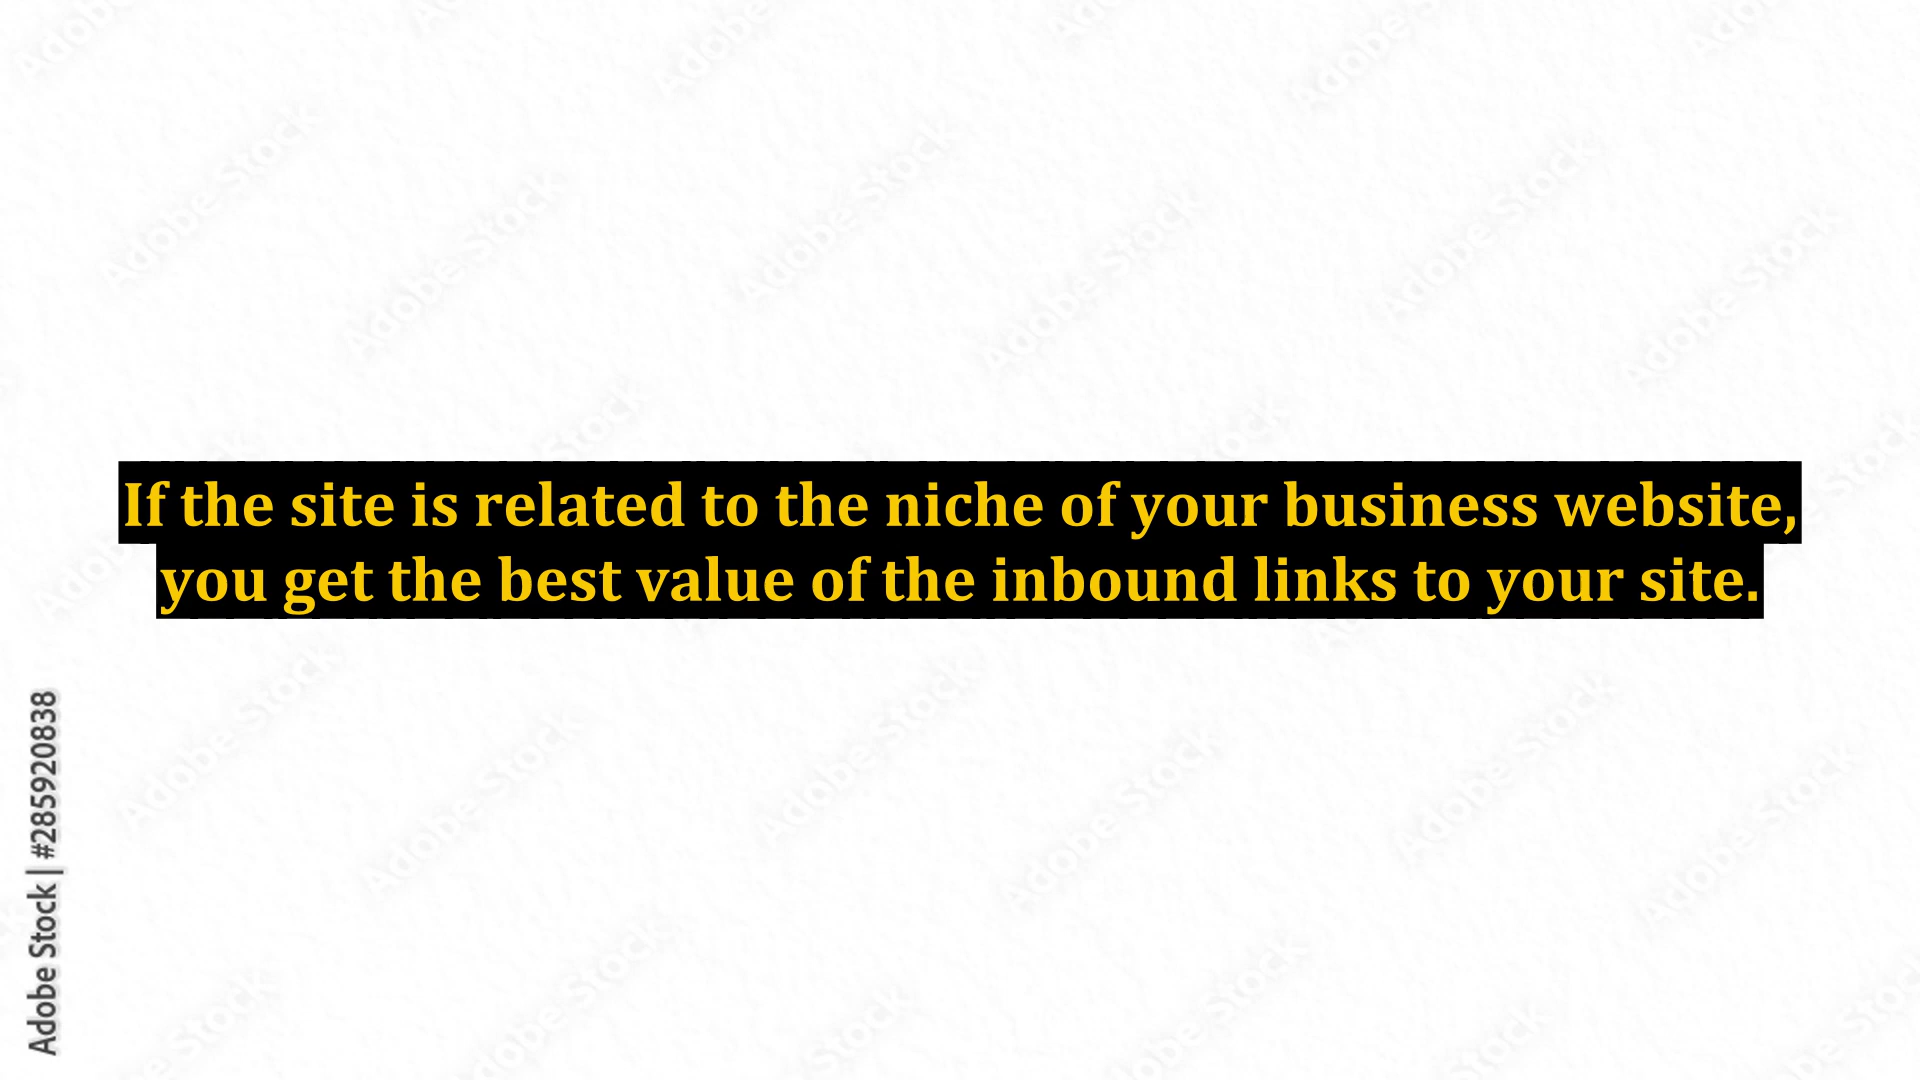 If the site is related to the niche of your business website,
you get the best value of the inbound links to your site.
Adobe Stock | #285920838